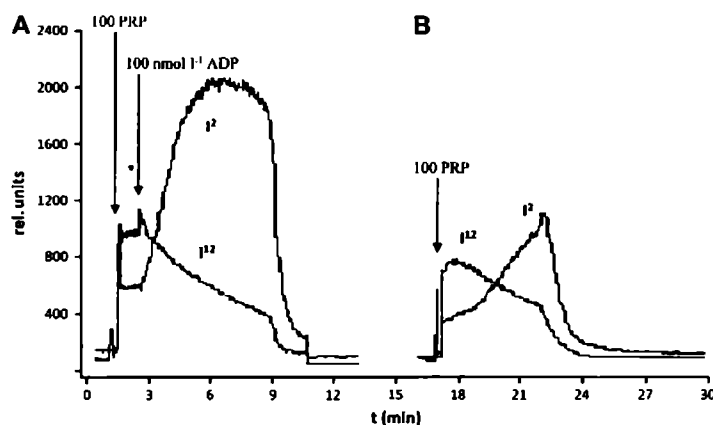 A
B
100 PRP
100 nmol l⁻¹ ADP
I²
I¹²
100 PRP
I¹²
I²
rel. units
2400
2000
1600
1200
800
400
0 3 6 9 12 15 18 21 24 27 30
t (min)